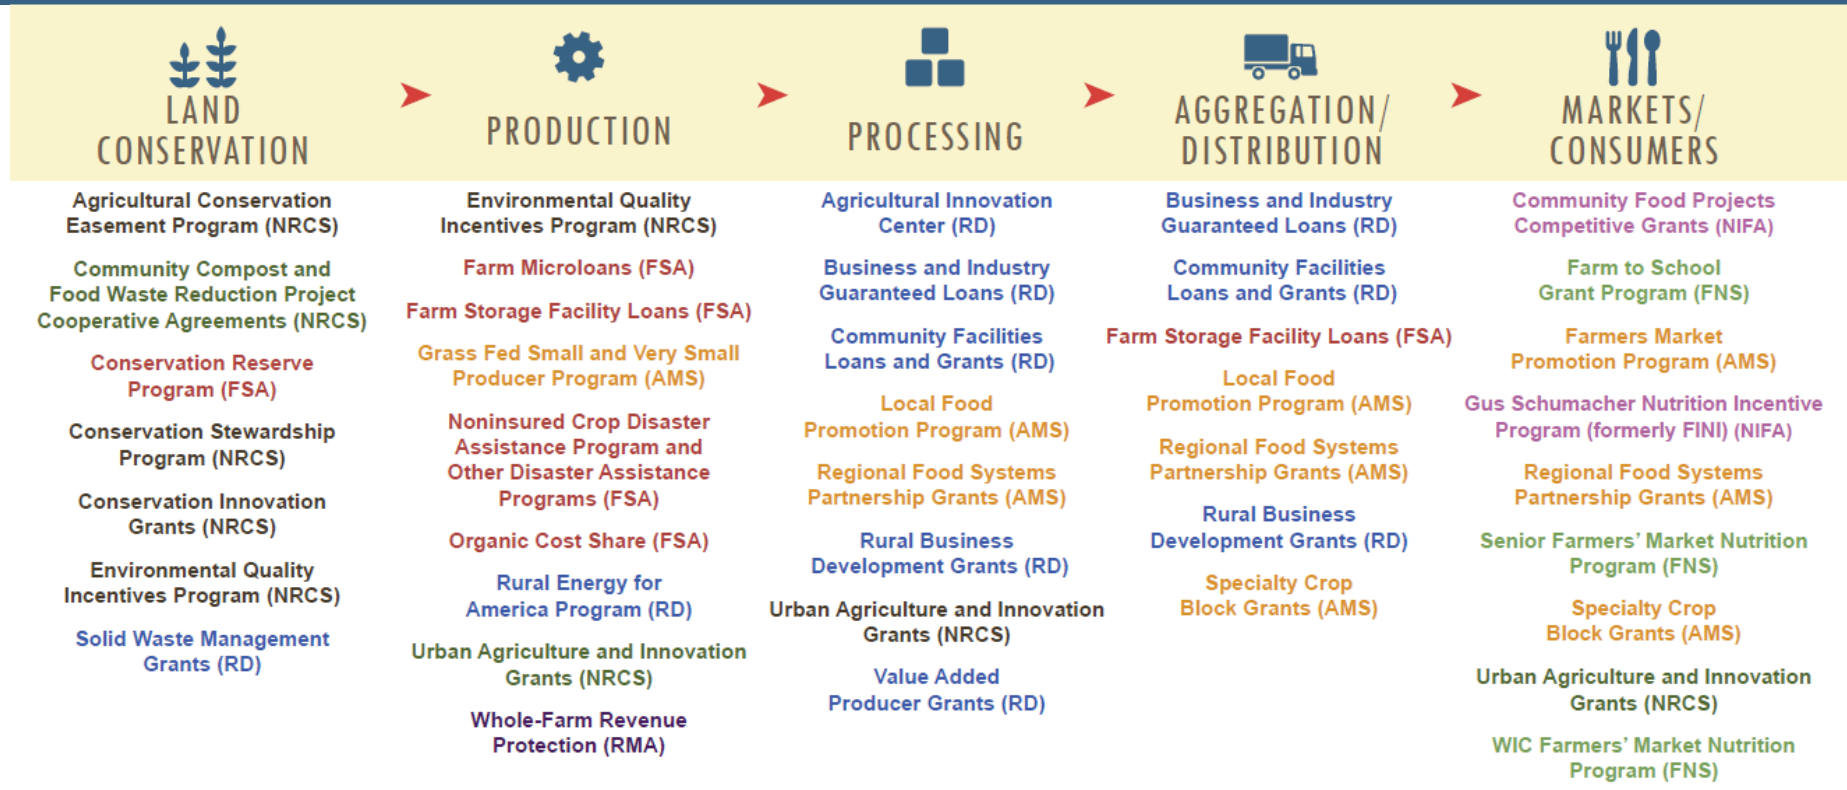 LAND
CONSERVATION
Agricultural Conservation
Easement Program (NRCS)
Community Compost and
Food Waste Reduction Project
Cooperative Agreements (NRCS)
Conservation Reserve
Program (FSA)
Conservation Stewardship
Program (NRCS)
Conservation Innovation
Grants (NRCS)
Environmental Quality
Incentives Program (NRCS)
Solid Waste Management
Grants (RD)
PRODUCTION
Environmental Quality
Incentives Program (NRCS)
Farm Microloans (FSA)
Farm Storage Facility Loans (FSA)
Grass Fed Small and Very Small
Producer Program (AMS)
Noninsured Crop Disaster
Assistance Program and
Other Disaster Assistance
Programs (FSA)
Organic Cost Share (FSA)
Rural Energy for
America Program (RD)
Urban Agriculture and Innovation
Grants (NRCS)
Whole-Farm Revenue
Protection (RMA)
PROCESSING
Agricultural Innovation
Center (RD)
Business and Industry
Guaranteed Loans (RD)
Community Facilities
Loans and Grants (RD)
Local Food
Promotion Program (AMS)
Regional Food Systems
Partnership Grants (AMS)
Rural Business
Development Grants (RD)
Urban Agriculture and Innovation
Grants (NRCS)
Value Added
Producer Grants (RD)
AGGREGATION/
DISTRIBUTION
Business and Industry
Guaranteed Loans (RD)
Community Facilities
Loans and Grants (RD)
Farm Storage Facility Loans (FSA)
Local Food
Promotion Program (AMS)
Regional Food Systems
Partnership Grants (AMS)
Rural Business
Development Grants (RD)
Specialty Crop
Block Grants (AMS)
MARKETS/
CONSUMERS
Community Food Projects
Competitive Grants (NIFA)
Farm to School
Grant Program (FNS)
Farmers Market
Promotion Program (AMS)
Gus Schumacher Nutrition Incentive
Program (formerly FINI) (NIFA)
Regional Food Systems
Partnership Grants (AMS)
Senior Farmers’ Market Nutrition
Program (FNS)
Specialty Crop
Block Grants (AMS)
Urban Agriculture and Innovation
Grants (NRCS)
WIC Farmers’ Market Nutrition
Program (FNS)